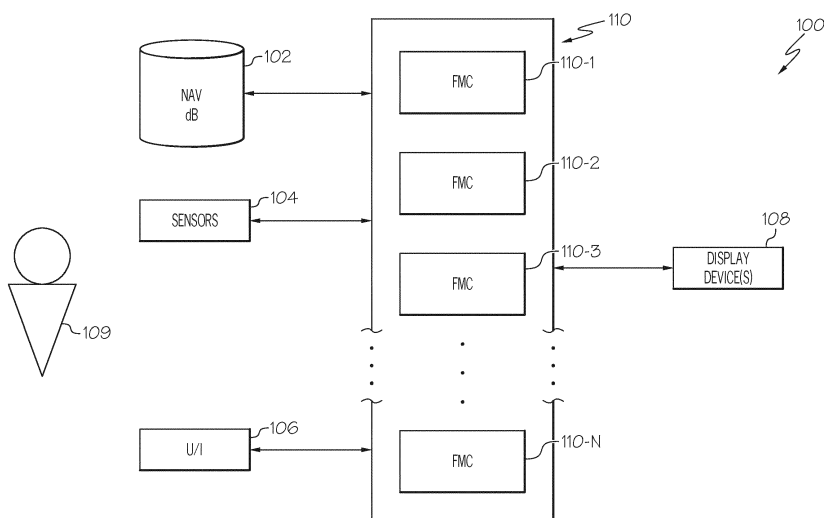 110
100
102
110-1
NAV
dB
FMC
110-2
FMC
104
SENSORS
110-3
108
FMC
DISPLAY
DEVICE(S)
109
106
U/I
110-N
FMC